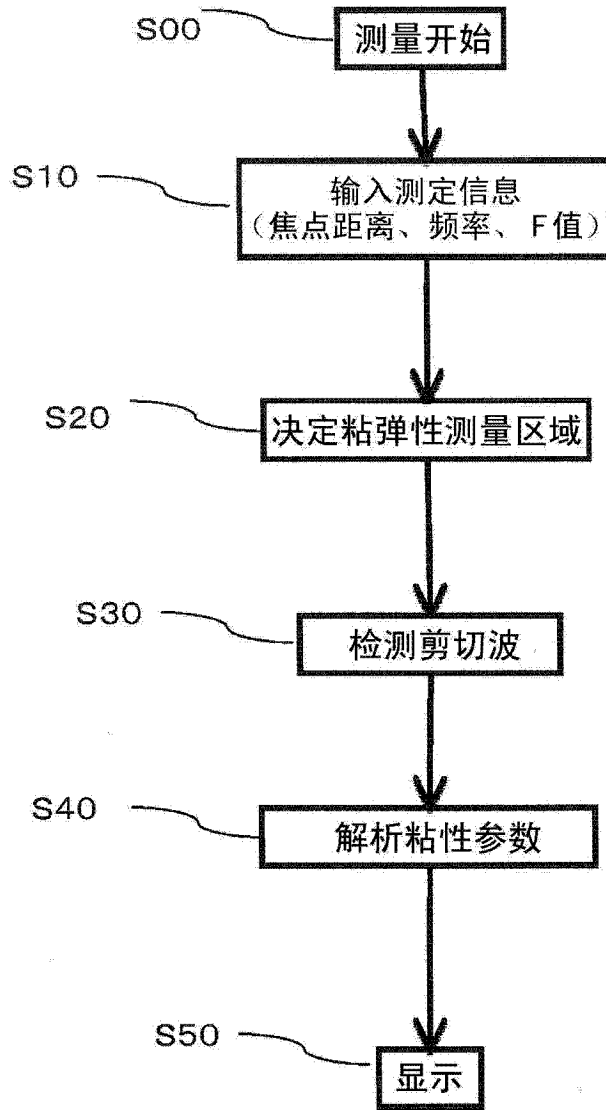 S00
测量开始
S10
输入测定信息
（焦点距离、频率、F值）
S20
决定粘弹性测量区域
S30
检测剪切波
S40
解析粘性参数
S50
显示